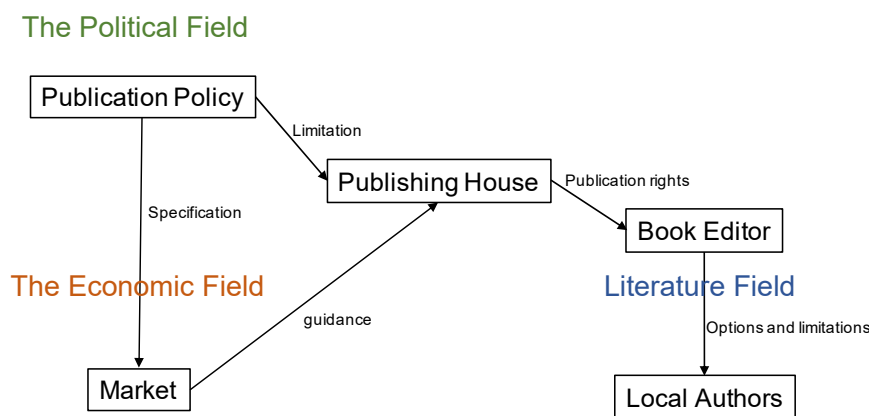 The Political Field
Publication Policy
Limitation
Publishing House
Publication rights
Specification
Book Editor
The Economic Field
Literature Field
guidance
Options and limitations
Market
Local Authors